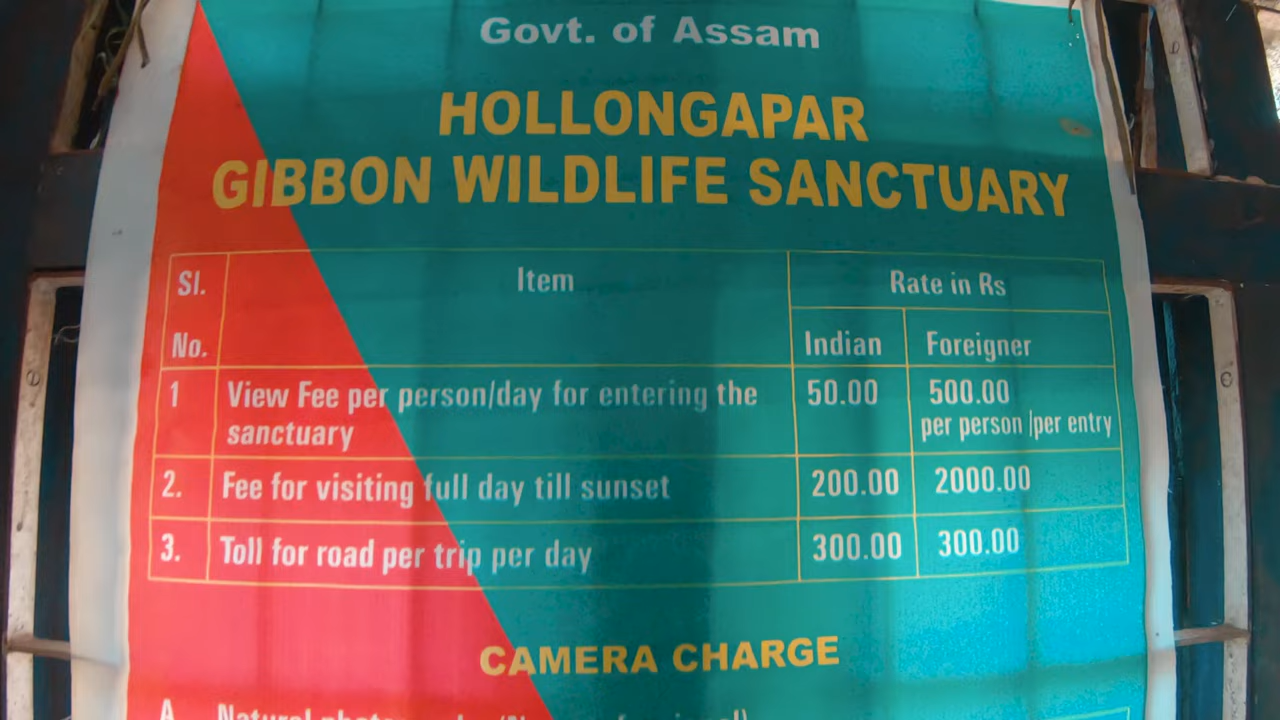 Govt. of Assam
HOLLONGAPAR
GIBBON WILDLIFE SANCTUARY
Sl. No. Item Rate in Rs
Indian Foreigner
1 View Fee per person/day for entering the sanctuary 50.00 500.00 per person /per entry
2. Fee for visiting full day till sunset 200.00 2000.00
3. Toll for road per trip per day 300.00 300.00
CAMERA CHARGE
A Natural